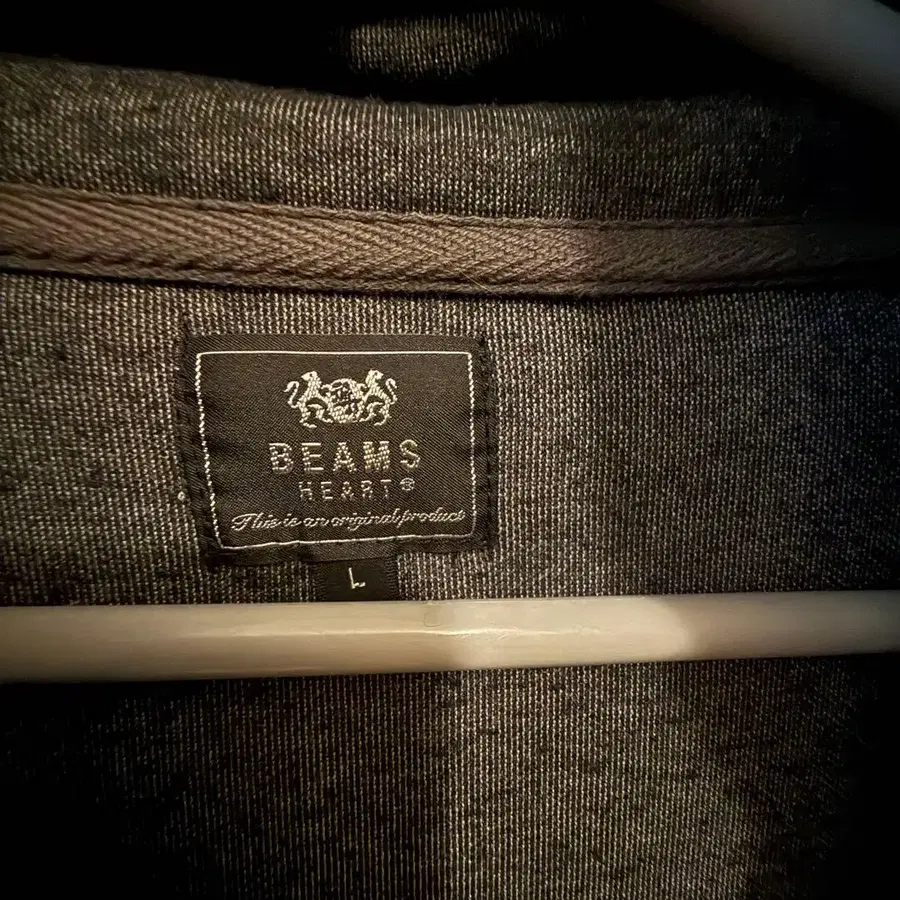 BEAMS
HEART®
This is an original product
L